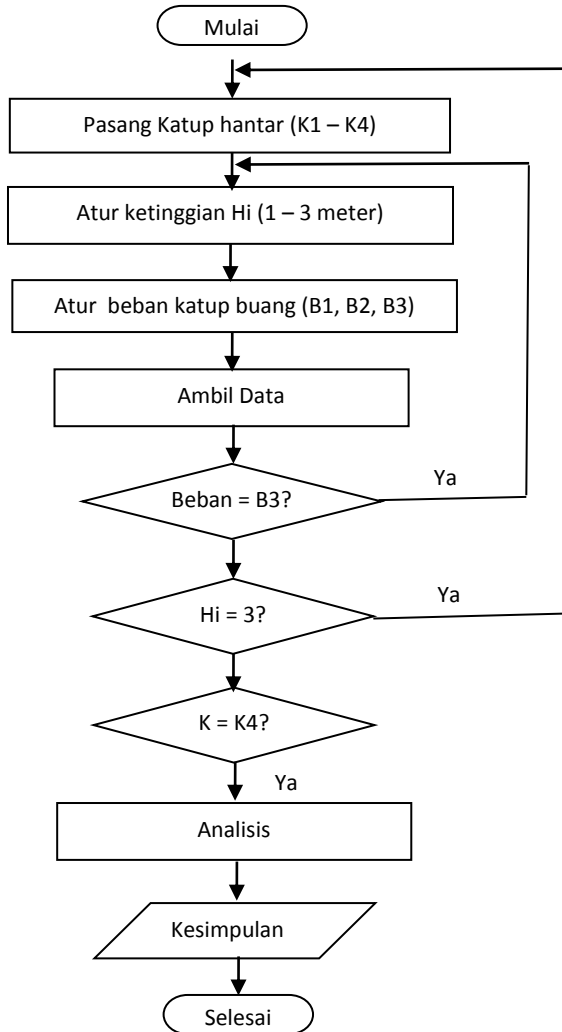 Mulai
Pasang Katup hantar (K1 – K4)
Atur ketinggian Hi (1 – 3 meter)
Atur  beban katup buang (B1, B2, B3)
Ambil Data
Ya
Beban = B3?
Ya
Hi = 3?
K = K4?
Ya
Analisis
Kesimpulan
Selesai